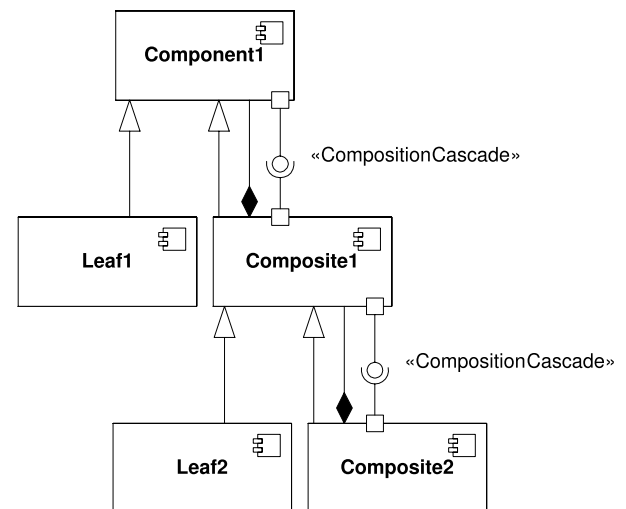 Component1
«CompositionCascade»
Leaf1
Composite1
«CompositionCascade»
Leaf2
Composite2